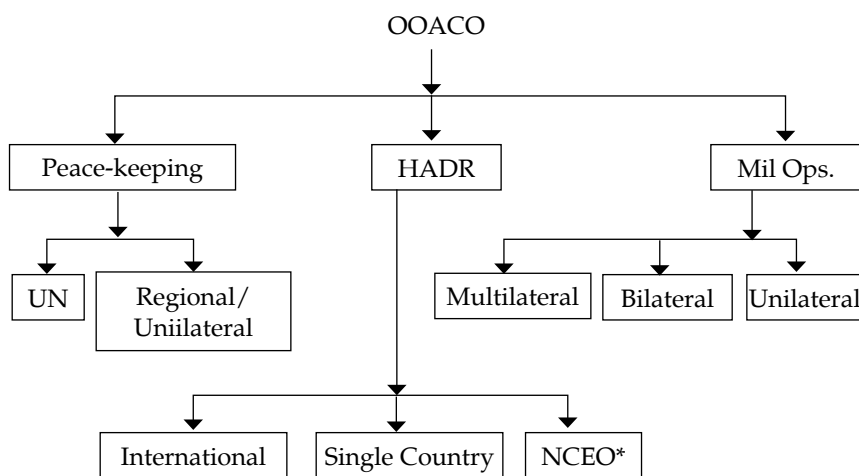 OOACO
Peace-keeping
HADR
Mil Ops.
UN
Regional/
Uniilateral
Multilateral
Bilateral
Unilateral
International
Single Country
NCEO*